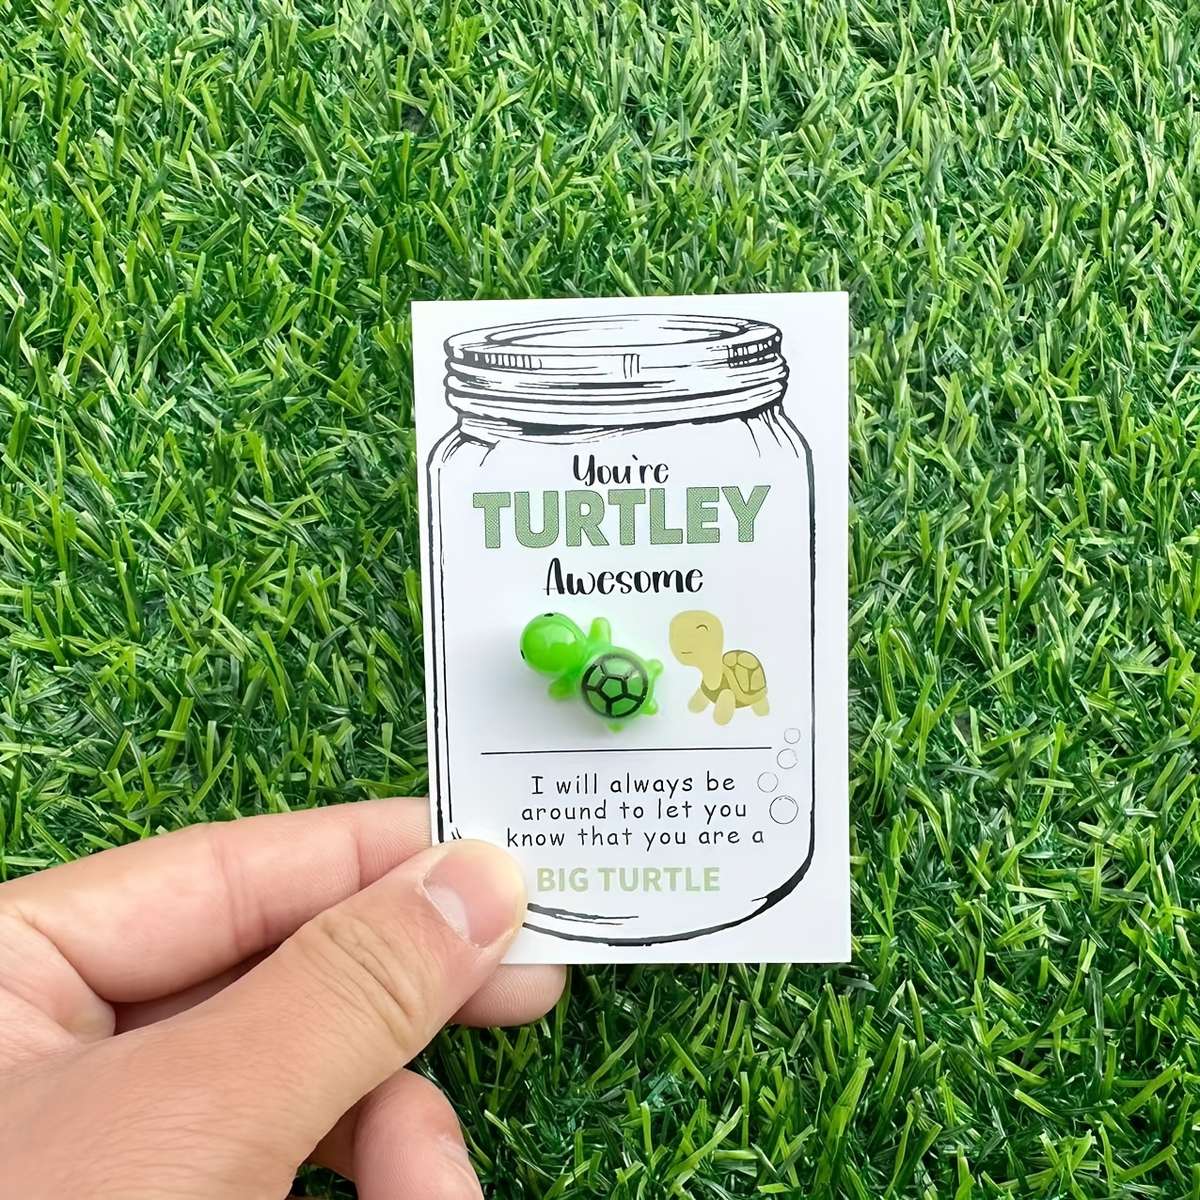 You're
TURTLEY
Awesome
I will always be
around to let you
know that you are a
BIG TURTLE